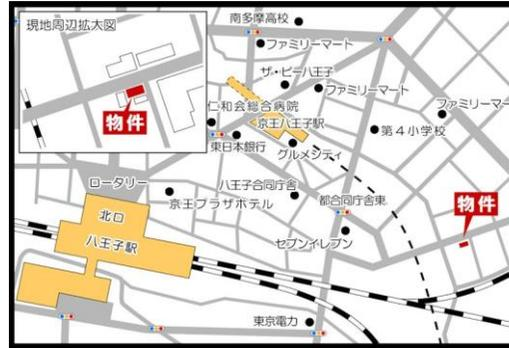 現地周辺拡大図
物件
南多摩高校
ファミリーマート
ザ・ビー八王子
ファミリーマート
仁和会総合病院
京王八王子駅
ファミリーマート
東日本銀行
グルメシティ
第4小学校
ロータリー
八王子合同庁舎
京王プラザホテル
都合同庁舎東
物件
北口
八王子駅
セブンイレブン
東京電力